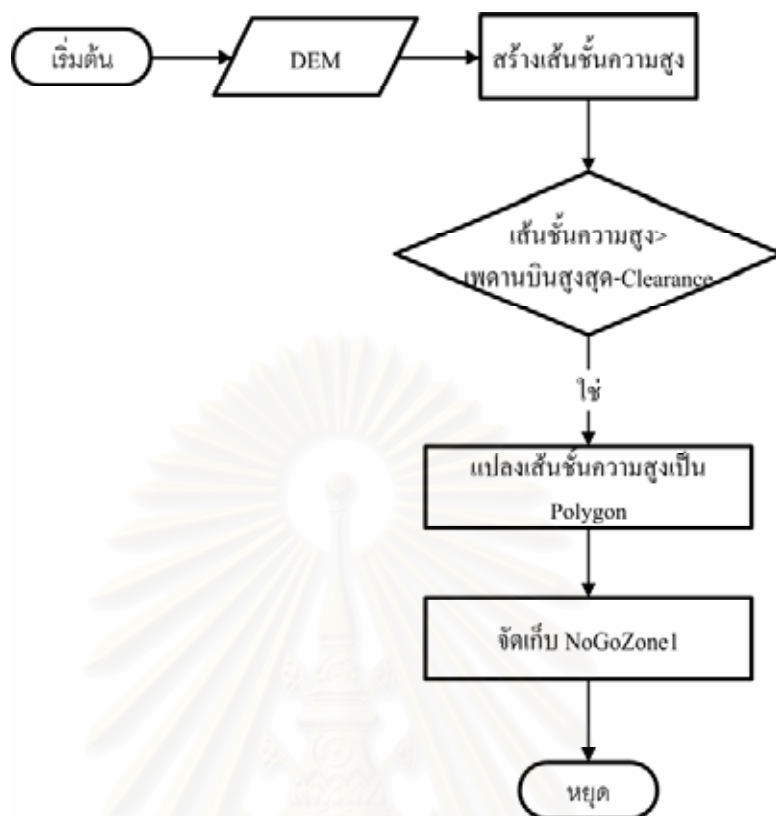 เริ่มต้น
DEM
สร้างเส้นชั้นความสูง
เส้นชั้นความสูง>
เพดานบินสูงสุด-Clearance
ใช่
แปลงเส้นชั้นความสูงเป็น
Polygon
จัดเก็บ NoGoZone1
หยุด